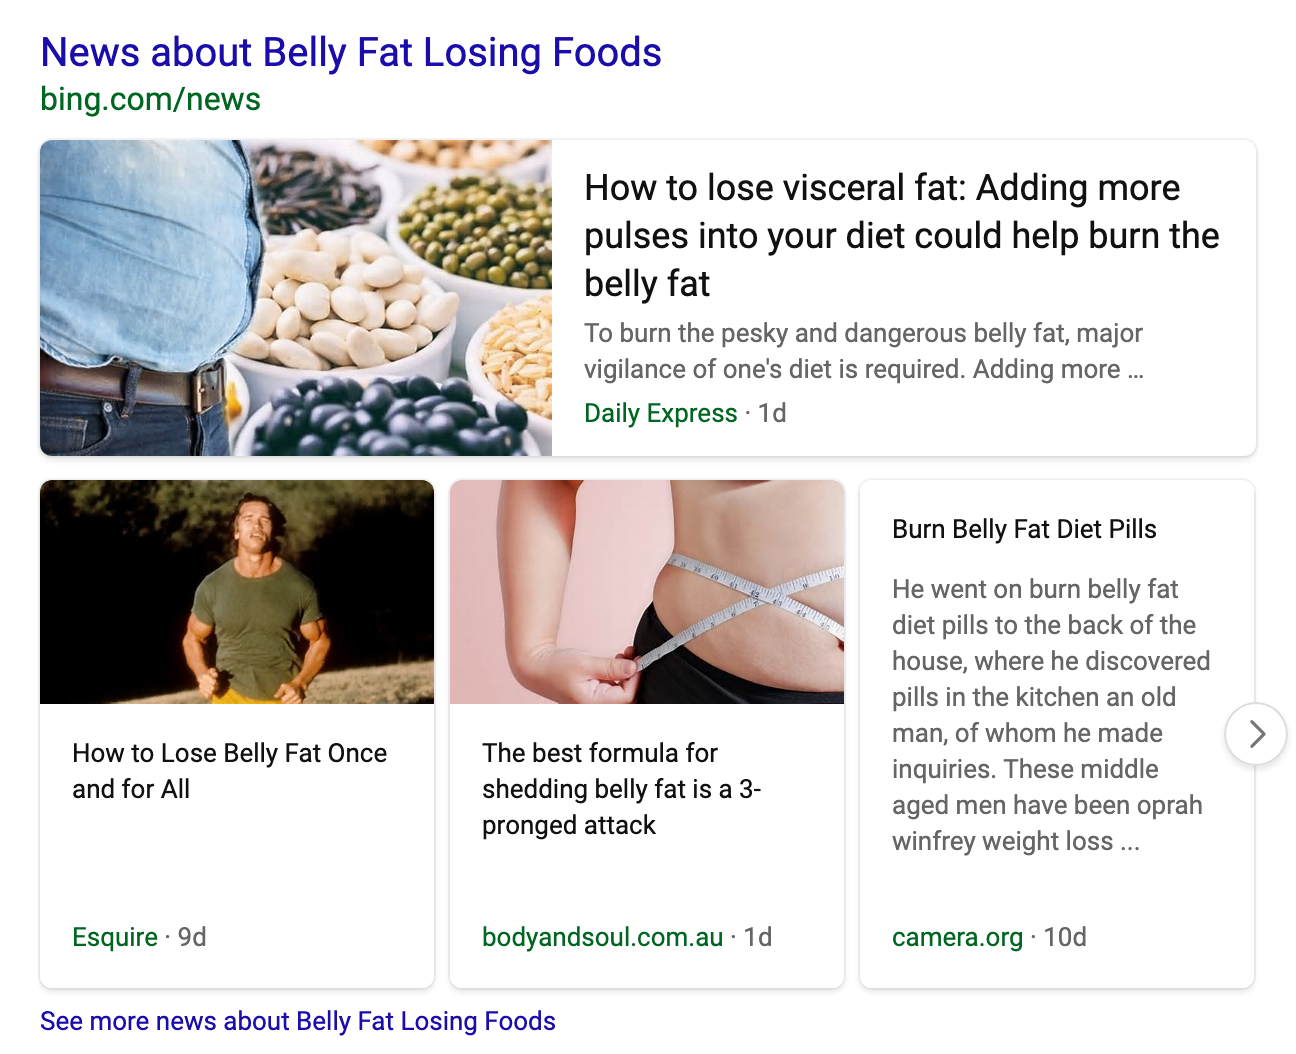 News about Belly Fat Losing Foods
bing.com/news
How to lose visceral fat: Adding more
pulses into your diet could help burn the
belly fat
To burn the pesky and dangerous belly fat, major
vigilance of one's diet is required. Adding more ...
Daily Express · 1d
How to Lose Belly Fat Once
and for All
Esquire · 9d
The best formula for
shedding belly fat is a 3-
pronged attack
bodyandsoul.com.au · 1d
Burn Belly Fat Diet Pills
He went on burn belly fat
diet pills to the back of the
house, where he discovered
pills in the kitchen an old
man, of whom he made
inquiries. These middle
aged men have been oprah
winfrey weight loss ...
camera.org · 10d
See more news about Belly Fat Losing Foods